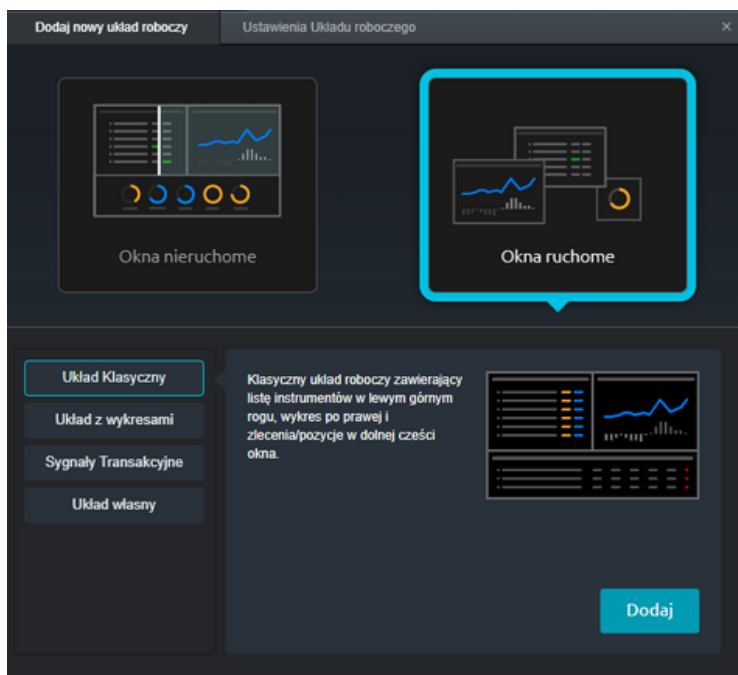 Dodaj nowy układ roboczy
Ustawienia Układu roboczego
×
Okna nieruchome
Okna ruchome
Układ Klasyczny
Układ z wykresami
Sygnały Transakcyjne
Układ własny
Klasyczny układ roboczy zawierający
listę instrumentów w lewym górnym
rogu, wykres po prawej i
zlecenia/pozycje w dolnej cześci
okna.
Dodaj